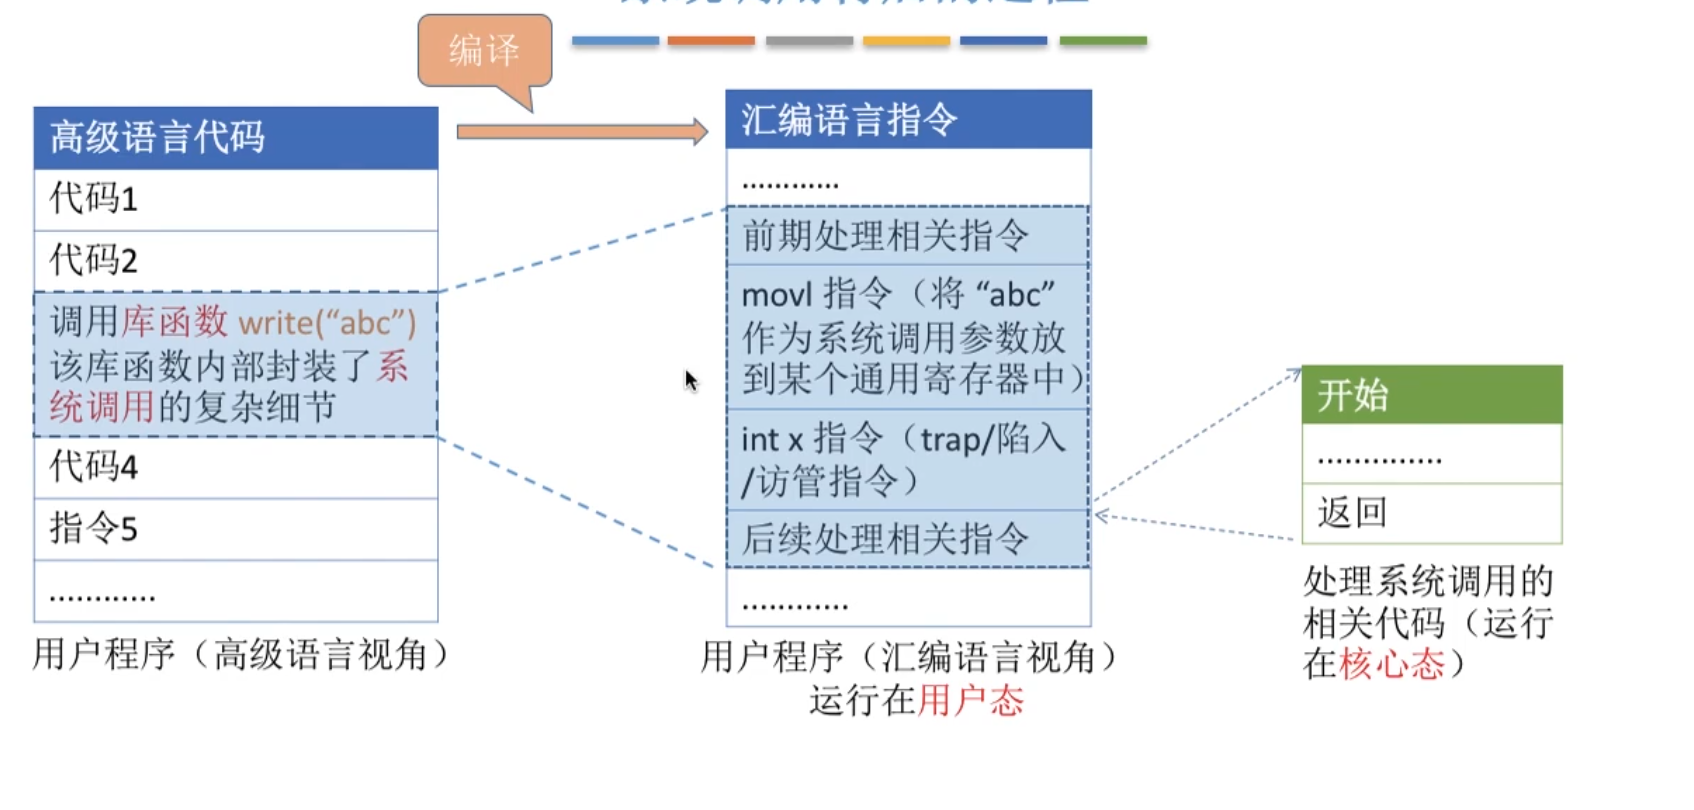 编译
高级语言代码
代码1
代码2
调用库函数 write(“abc”)
该库函数内部封装了系
统调用的复杂细节
代码4
指令5
............
用户程序（高级语言视角）
汇编语言指令
............
前期处理相关指令
movl 指令（将 “abc”
作为系统调用参数放
到某个通用寄存器中）
int x 指令（trap/陷入
/访管指令）
后续处理相关指令
............
用户程序（汇编语言视角）
运行在用户态
开始
..............
返回
处理系统调用的
相关代码（运行
在核心态）